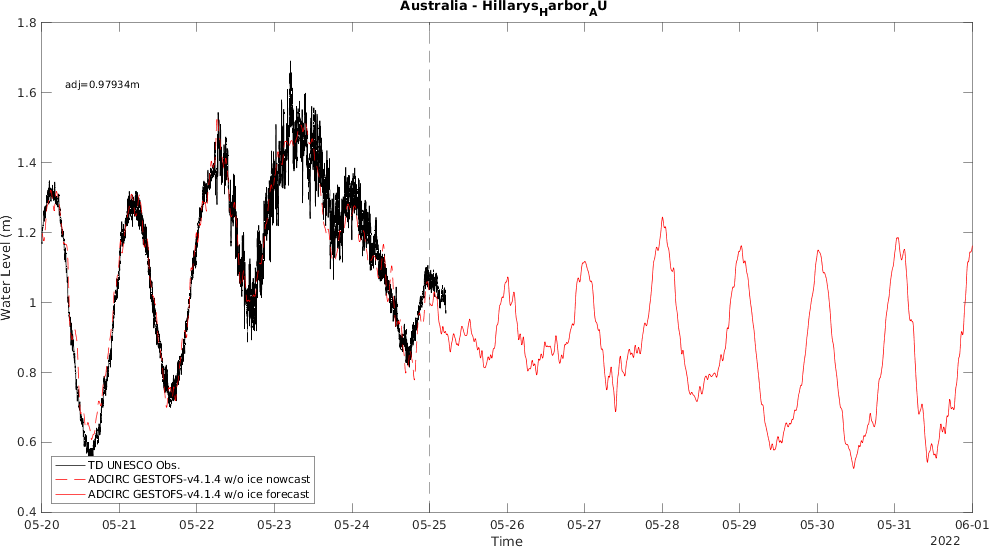 Australia - Hillarys_Harbor_AU
adj=0.97934m
Water Level (m)
1.8
1.6
1.4
1.2
1
0.8
0.6
0.4
TD UNESCO Obs.
ADCIRC GESTOFS-v4.1.4 w/o ice nowcast
ADCIRC GESTOFS-v4.1.4 w/o ice forecast
05-20 05-21 05-22 05-23 05-24 05-25 05-26 05-27 05-28 05-29 05-30 05-31 06-01
Time
2022